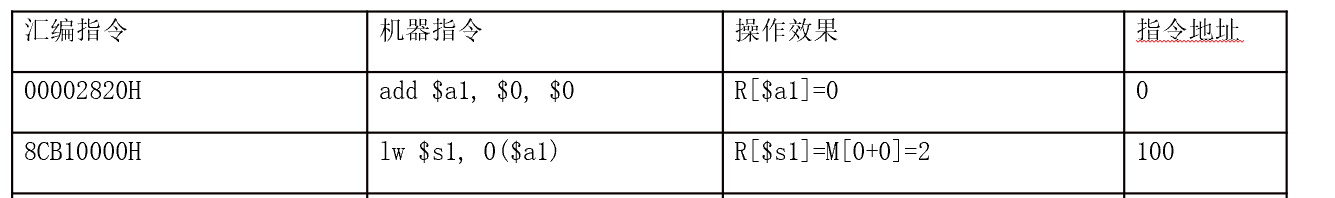 汇编指令 机器指令 操作效果 指令地址
00002820H add $a1, $0, $0 R[$a1]=0 0
8CB10000H lw $s1, 0($a1) R[$s1]=M[0+0]=2 100